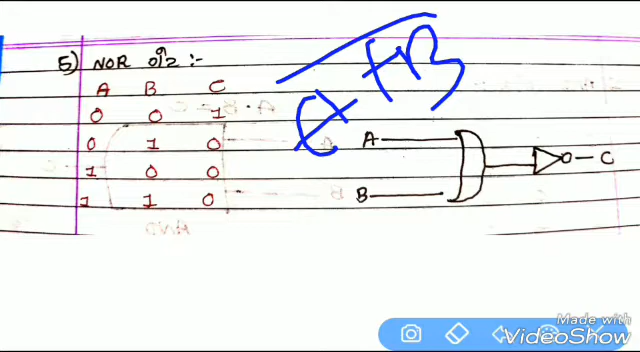 5) NOR ગેટ :-
A B C
0 0 1
0 1 0
1 0 0
1 1 0
A + B
A
B
C
Made with
VideoShow